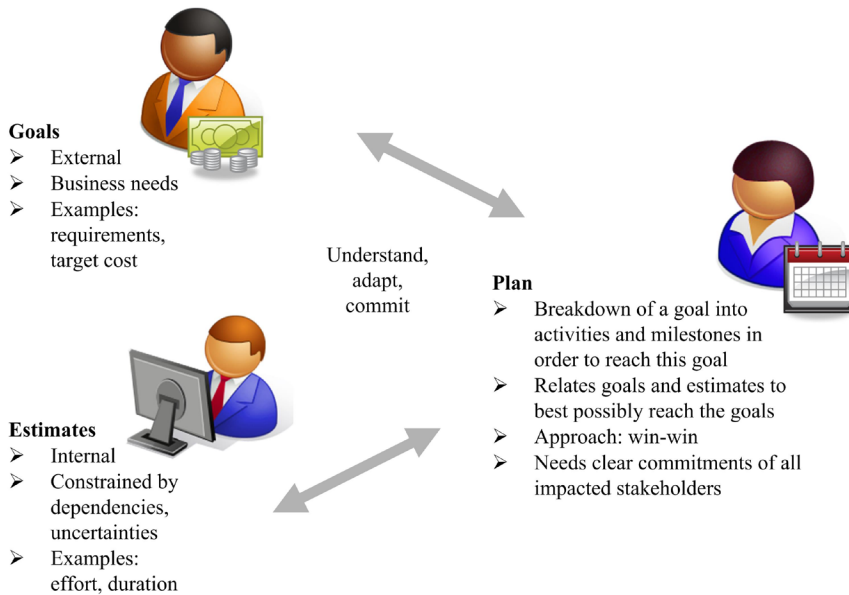 Goals
➢ External
➢ Business needs
➢ Examples:
requirements,
target cost
Understand,
adapt,
commit
Estimates
➢ Internal
➢ Constrained by
dependencies,
uncertainties
➢ Examples:
effort, duration
Plan
➢ Breakdown of a goal into
activities and milestones in
order to reach this goal
➢ Relates goals and estimates to
best possibly reach the goals
➢ Approach: win-win
➢ Needs clear commitments of all
impacted stakeholders